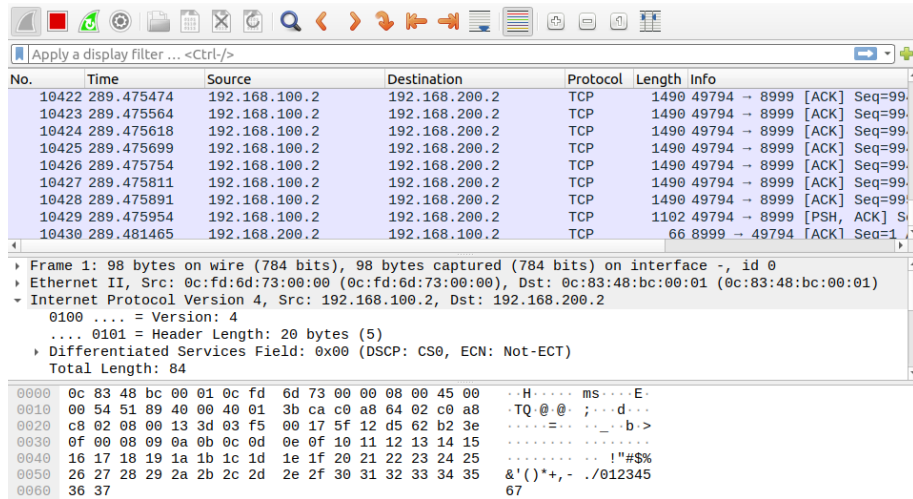 Apply a display filter … <Ctrl-/>
No. Time Source Destination Protocol Length Info
10422 289.475474 192.168.100.2 192.168.200.2 TCP 1490 49794 → 8999 [ACK] Seq=99
10423 289.475564 192.168.100.2 192.168.200.2 TCP 1490 49794 → 8999 [ACK] Seq=99
10424 289.475618 192.168.100.2 192.168.200.2 TCP 1490 49794 → 8999 [ACK] Seq=99
10425 289.475699 192.168.100.2 192.168.200.2 TCP 1490 49794 → 8999 [ACK] Seq=99
10426 289.475754 192.168.100.2 192.168.200.2 TCP 1490 49794 → 8999 [ACK] Seq=99
10427 289.475811 192.168.100.2 192.168.200.2 TCP 1490 49794 → 8999 [ACK] Seq=99
10428 289.475891 192.168.100.2 192.168.200.2 TCP 1490 49794 → 8999 [ACK] Seq=99
10429 289.475954 192.168.100.2 192.168.200.2 TCP 1102 49794 → 8999 [PSH, ACK] S
10430 289.481465 192.168.200.2 192.168.100.2 TCP 66 8999 → 49794 [ACK] Seq=1
Frame 1: 98 bytes on wire (784 bits), 98 bytes captured (784 bits) on interface -, id 0
Ethernet II, Src: 0c:fd:6d:73:00:00 (0c:fd:6d:73:00:00), Dst: 0c:83:48:bc:00:01 (0c:83:48:bc:00:01)
Internet Protocol Version 4, Src: 192.168.100.2, Dst: 192.168.200.2
0100 .... = Version: 4
.... 0101 = Header Length: 20 bytes (5)
Differentiated Services Field: 0x00 (DSCP: CS0, ECN: Not-ECT)
Total Length: 84
0000 0c 83 48 bc 00 01 0c fd 6d 73 00 00 08 00 45 00 ··H····· ms····E·
0010 00 54 51 89 40 00 40 01 3b ca c0 a8 64 02 c0 a8 ·TQ·@·@· ;···d···
0020 c8 02 08 00 13 3d 03 f5 00 17 5f 12 d5 62 b2 3e ·····=·· ··_··b·>
0030 0f 00 08 09 0a 0b 0c 0d 0e 0f 10 11 12 13 14 15 ········ ········
0040 16 17 18 19 1a 1b 1c 1d 1e 1f 20 21 22 23 24 25 ········ ·· !"#$%
0050 26 27 28 29 2a 2b 2c 2d 2e 2f 30 31 32 33 34 35 &'()*+,- ./012345
0060 36 37 67